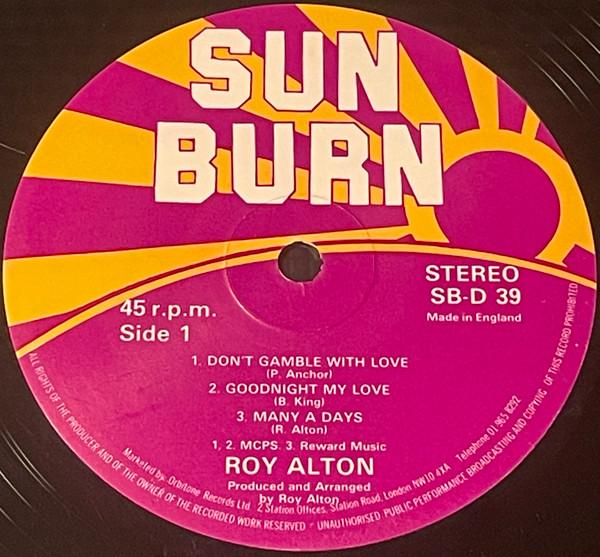 SUN
BURN
STEREO
SB-D 39
Made in England
45 r.p.m.
Side 1
1. DON'T GAMBLE WITH LOVE
(P. Anchor)
2. GOODNIGHT MY LOVE
(B. King)
3. MANY A DAYS
(R. Alton)
1, 2. MCPS. 3. Reward Music
ROY ALTON
Produced and Arranged
by Roy Alton
Marketed by: Orbitone Records Ltd. 2 Station Offices, Station Road, London NW10 4XA Telephone 01 965 8292
ALL RIGHTS OF THE PRODUCER AND OF THE OWNER OF THE RECORDED WORK RESERVED - UNAUTHORISED PUBLIC PERFORMANCE BROADCASTING AND COPYING OF THIS RECORD PROHIBITED